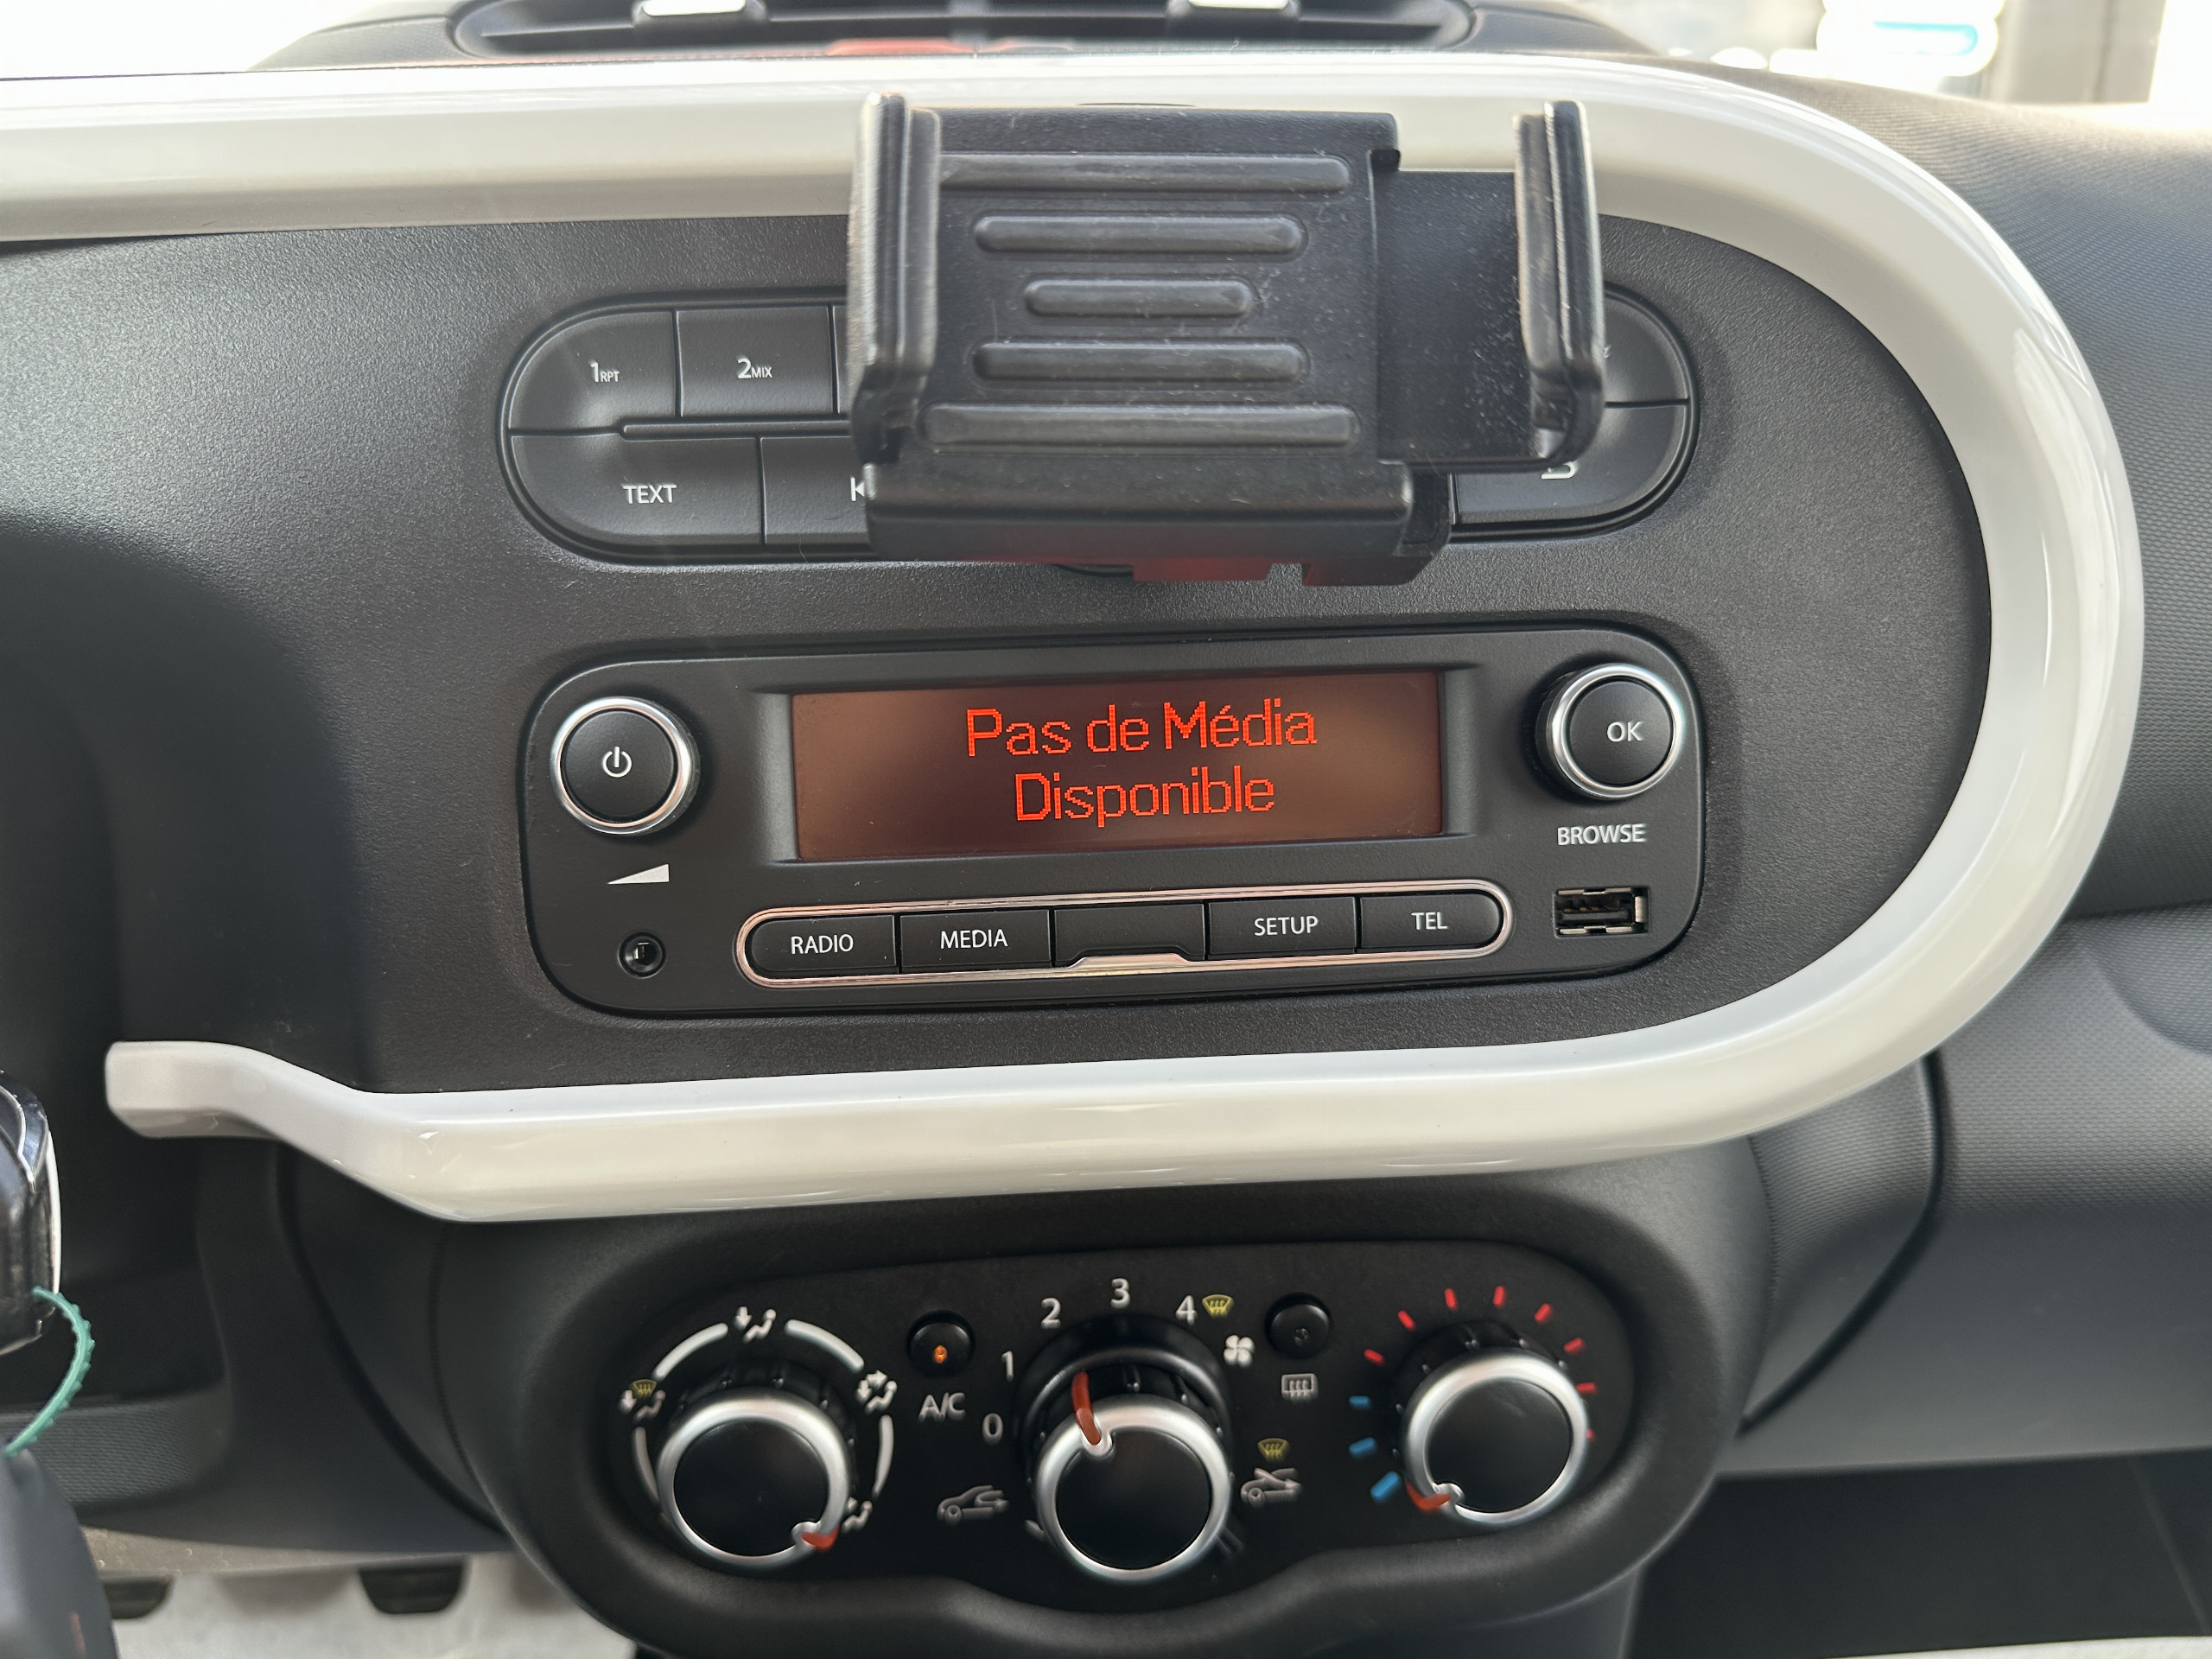 1RPT
2MIX
TEXT
Pas de Média
Disponible
OK
BROWSE
RADIO
MEDIA
SETUP
TEL
A/C
0
1
2
3
4